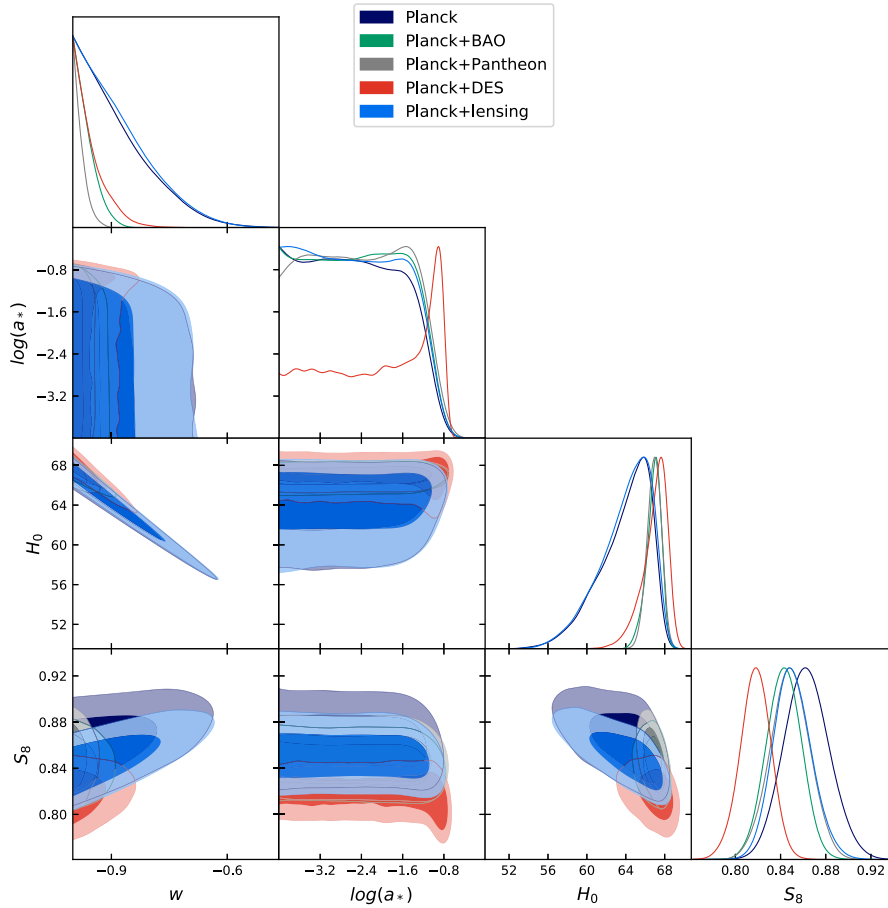 Planck
Planck+BAO
Planck+Pantheon
Planck+DES
Planck+lensing
−0.8
−1.6
−2.4
−3.2
log(a*)
68
64
60
56
52
H₀
0.92
0.88
0.84
0.80
S₈
−0.9 −0.6
−3.2 −2.4 −1.6 −0.8
52 56 60 64 68
0.80 0.84 0.88 0.92
w log(a*) H₀ S₈